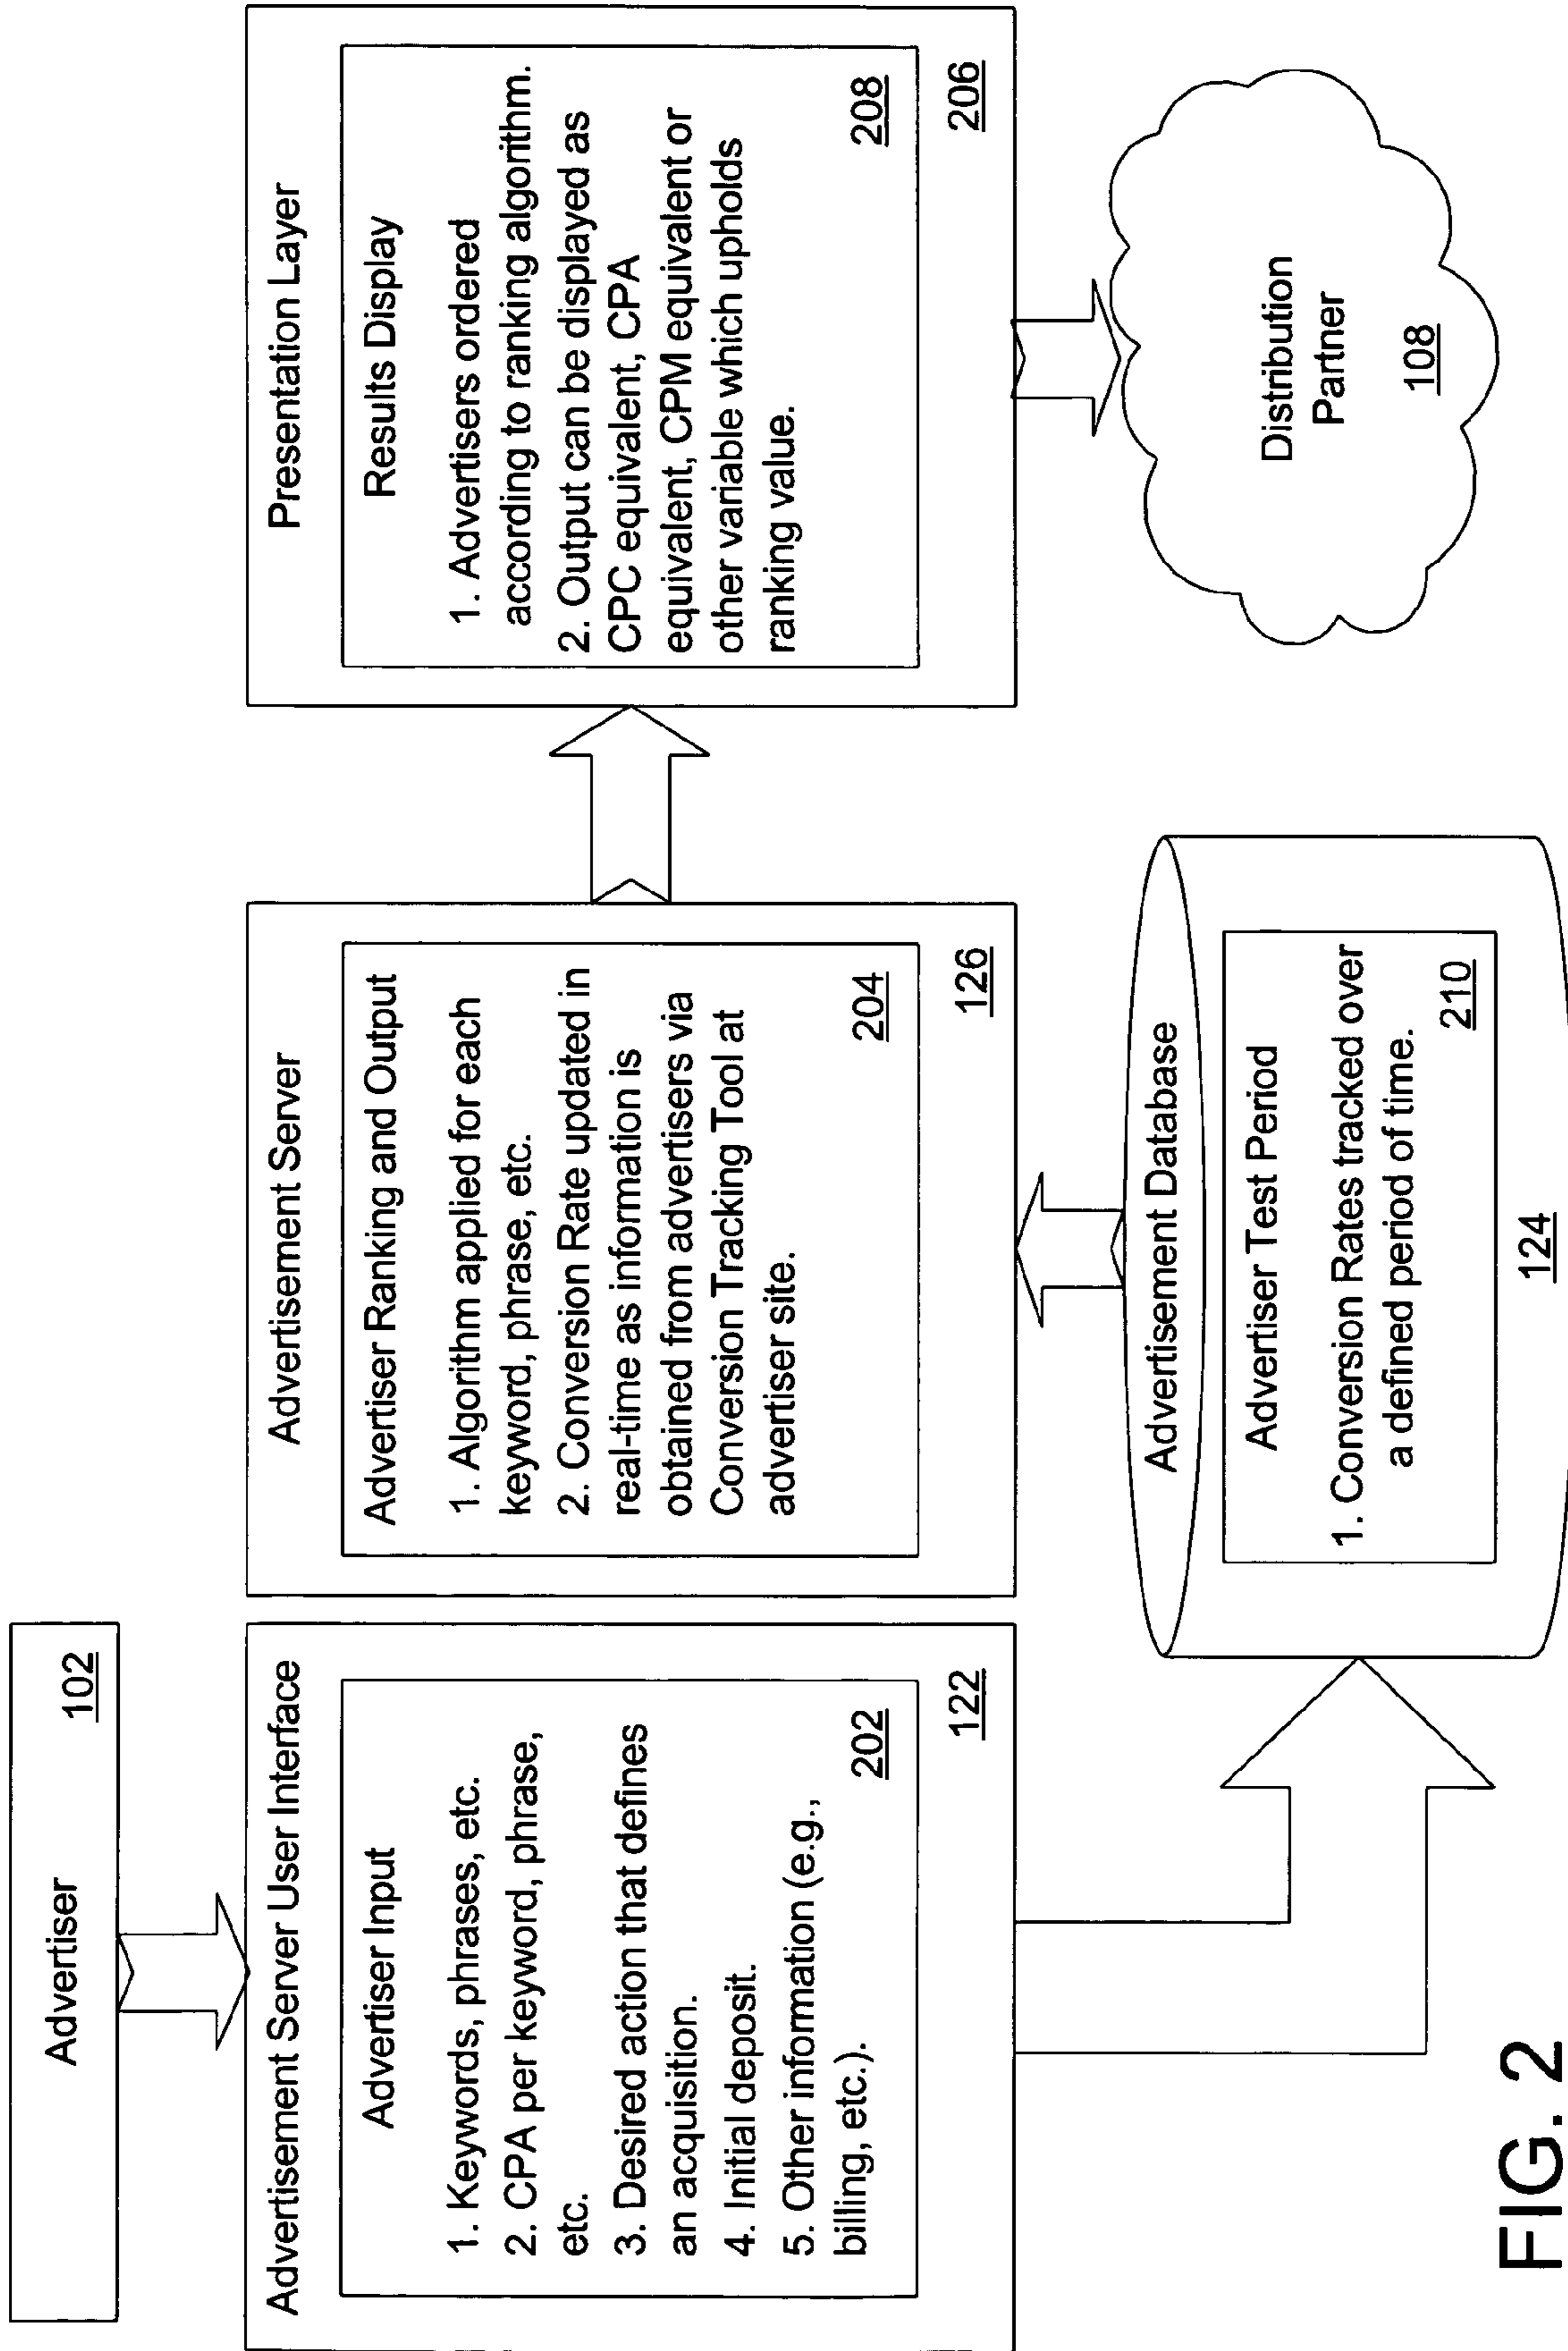 Advertiser
102
Advertisement Server User Interface
Advertiser Input
1. Keywords, phrases, etc.
2. CPA per keyword, phrase,
etc.
3. Desired action that defines
an acquisition.
4. Initial deposit.
5. Other information (e.g.,
billing, etc.).
202
122
Advertisement Server
Advertiser Ranking and Output
1. Algorithm applied for each
keyword, phrase, etc.
2. Conversion Rate updated in
real-time as information is
obtained from advertisers via
Conversion Tracking Tool at
advertiser site.
204
126
Advertisement Database
Advertiser Test Period
1. Conversion Rates tracked over
a defined period of time.
210
124
Presentation Layer
Results Display
1. Advertisers ordered
according to ranking algorithm.
2. Output can be displayed as
CPC equivalent, CPA
equivalent, CPM equivalent or
other variable which upholds
ranking value.
208
206
Distribution
Partner
108
FIG. 2